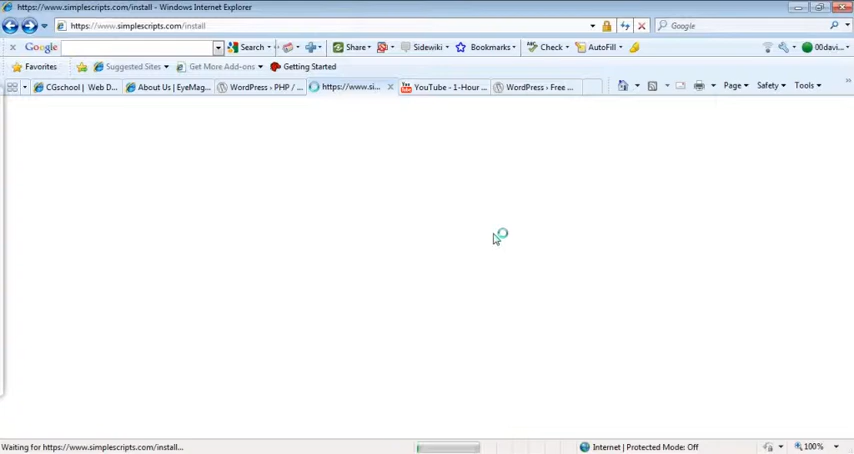 https://www.simplescripts.com/install - Windows Internet Explorer
https://www.simplescripts.com/install Google
Google Search Share Sidewiki Bookmarks Check AutoFill 00davi...
Favorites Suggested Sites Get More Add-ons Getting Started
CGschool | Web D... About Us | EyeMag... WordPress › PHP / ... https://www.si... YouTube - 1-Hour ... WordPress › Free ... Page Safety Tools
Waiting for https://www.simplescripts.com/install... Internet | Protected Mode: Off 100%